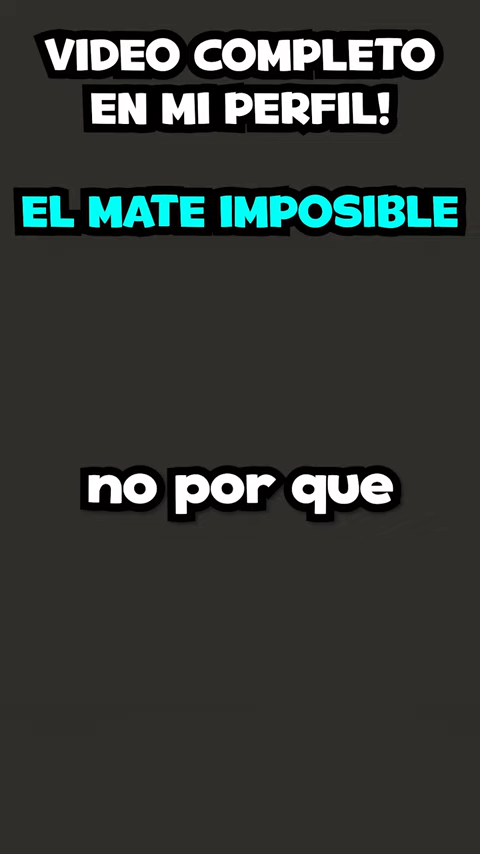 VIDEO COMPLETO
EN MI PERFIL!
EL MATE IMPOSIBLE
no por que